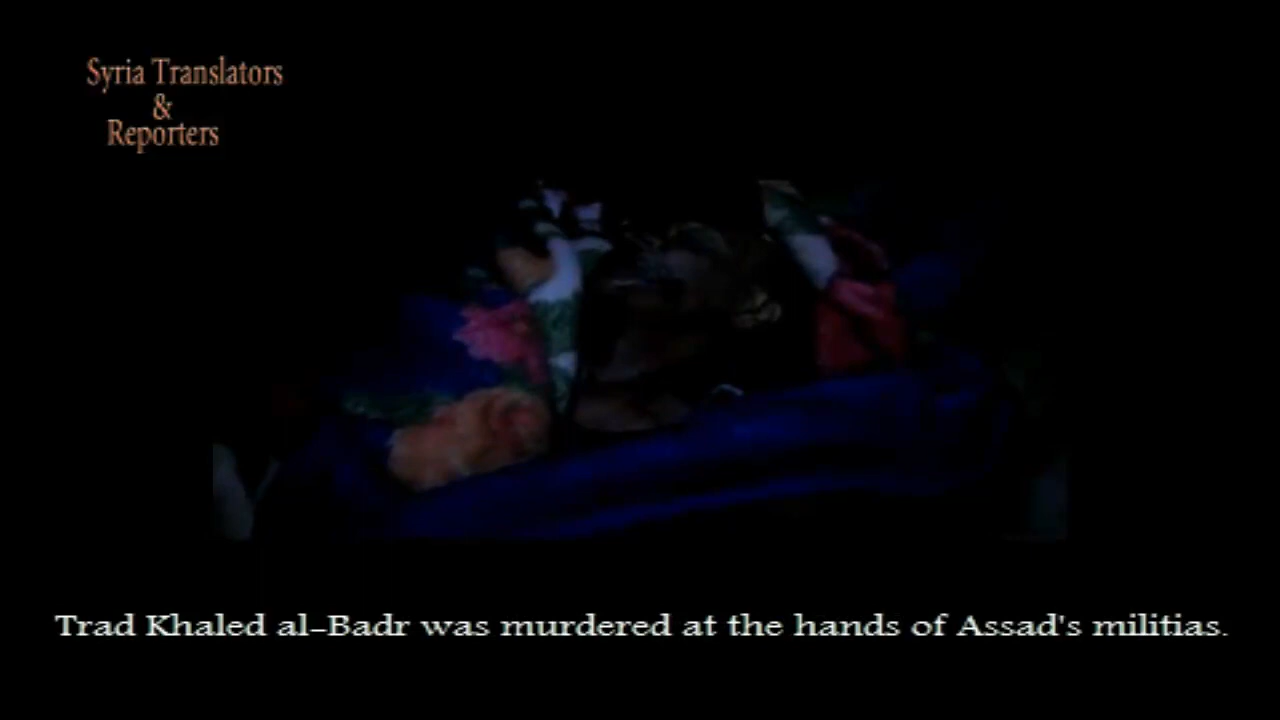 Syria Translators
&
Reporters
Trad Khaled al-Badr was murdered at the hands of Assad's militias.